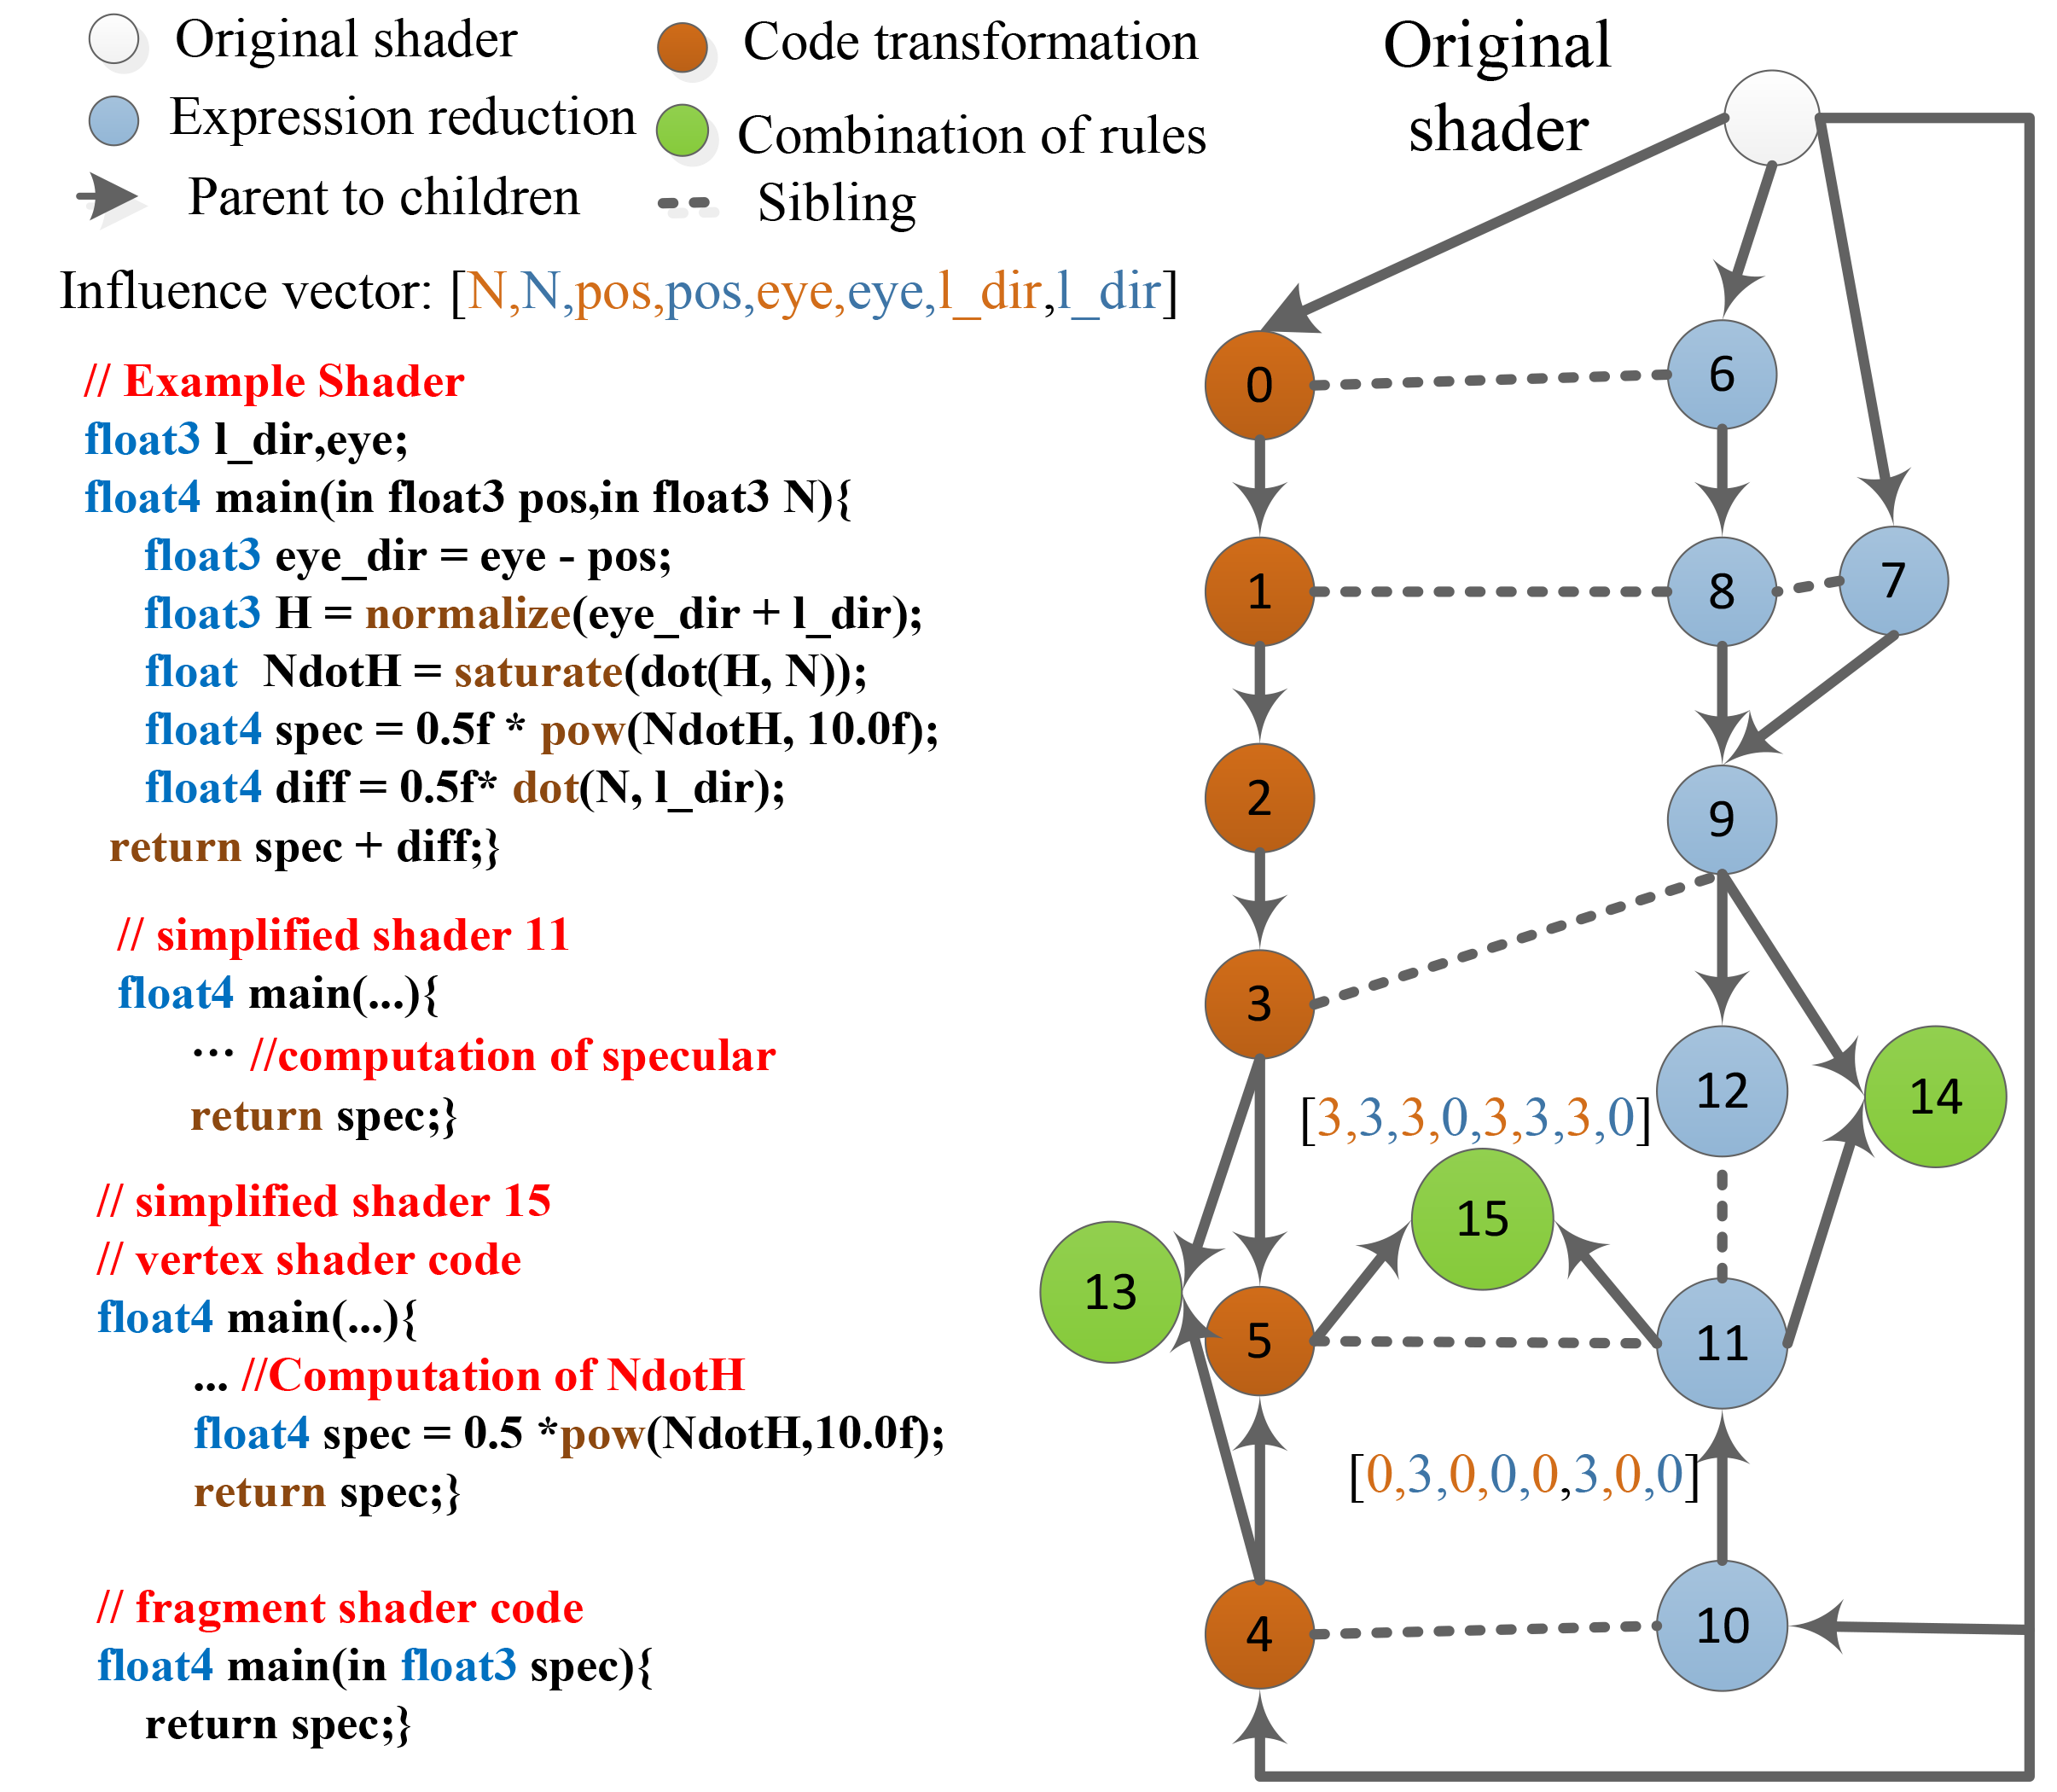 Original shader
Code transformation
Expression reduction
Combination of rules
Parent to children
Sibling
Original
shader
Influence vector: [N,N,pos,pos,eye,eye,l_dir,l_dir]
// Example Shader
float3 l_dir,eye;
float4 main(in float3 pos,in float3 N){
float3 eye_dir = eye - pos;
float3 H = normalize(eye_dir + l_dir);
float NdotH = saturate(dot(H, N));
float4 spec = 0.5f * pow(NdotH, 10.0f);
float4 diff = 0.5f* dot(N, l_dir);
return spec + diff;}
// simplified shader 11
float4 main(...){
... //computation of specular
return spec;}
// simplified shader 15
// vertex shader code
float4 main(...){
... //Computation of NdotH
float4 spec = 0.5 *pow(NdotH,10.0f);
return spec;}
// fragment shader code
float4 main(in float3 spec){
return spec;}
0
6
1
8
7
2
9
3
12
14
[3,3,3,0,3,3,3,0]
15
13
5
11
[0,3,0,0,0,3,0,0]
4
10